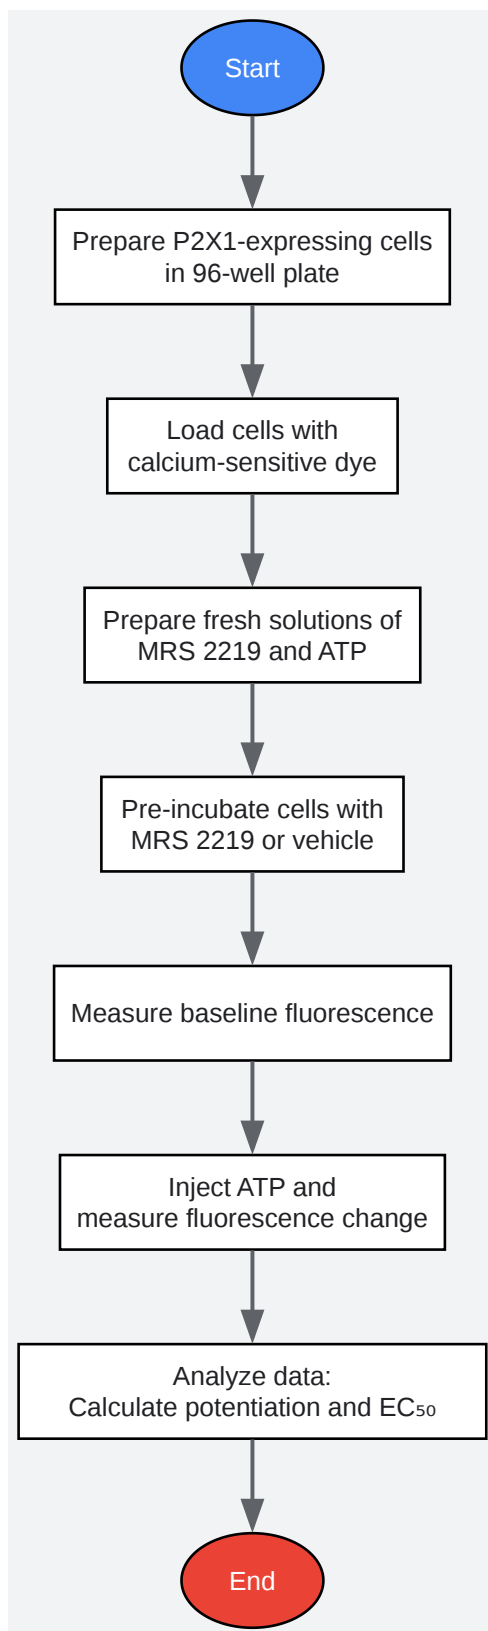 Start
Prepare P2X1-expressing cells
in 96-well plate
Load cells with
calcium-sensitive dye
Prepare fresh solutions of
MRS 2219 and ATP
Pre-incubate cells with
MRS 2219 or vehicle
Measure baseline fluorescence
Inject ATP and
measure fluorescence change
Analyze data:
Calculate potentiation and EC₅₀
End